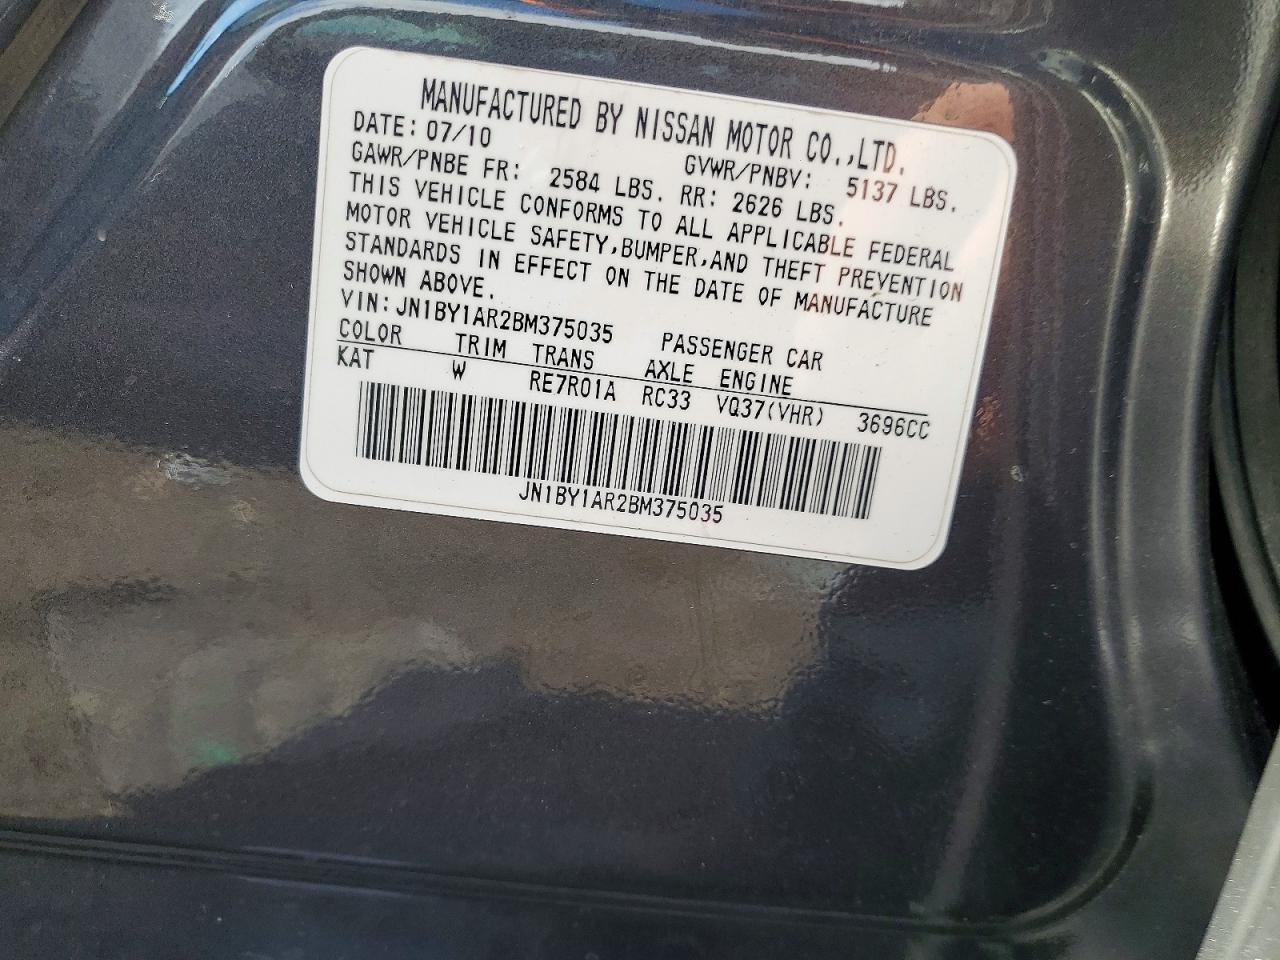 MANUFACTURED BY NISSAN MOTOR CO.,LTD.
DATE: 07/10 GVWR/PNBV: 5137 LBS.
GAWR/PNBE FR: 2584 LBS. RR: 2626 LBS.
THIS VEHICLE CONFORMS TO ALL APPLICABLE FEDERAL
MOTOR VEHICLE SAFETY,BUMPER,AND THEFT PREVENTION
STANDARDS IN EFFECT ON THE DATE OF MANUFACTURE
SHOWN ABOVE.
VIN: JN1BY1AR2BM375035 PASSENGER CAR
COLOR TRIM TRANS AXLE ENGINE
KAT W RE7R01A RC33 VQ37(VHR) 3696CC
JN1BY1AR2BM375035